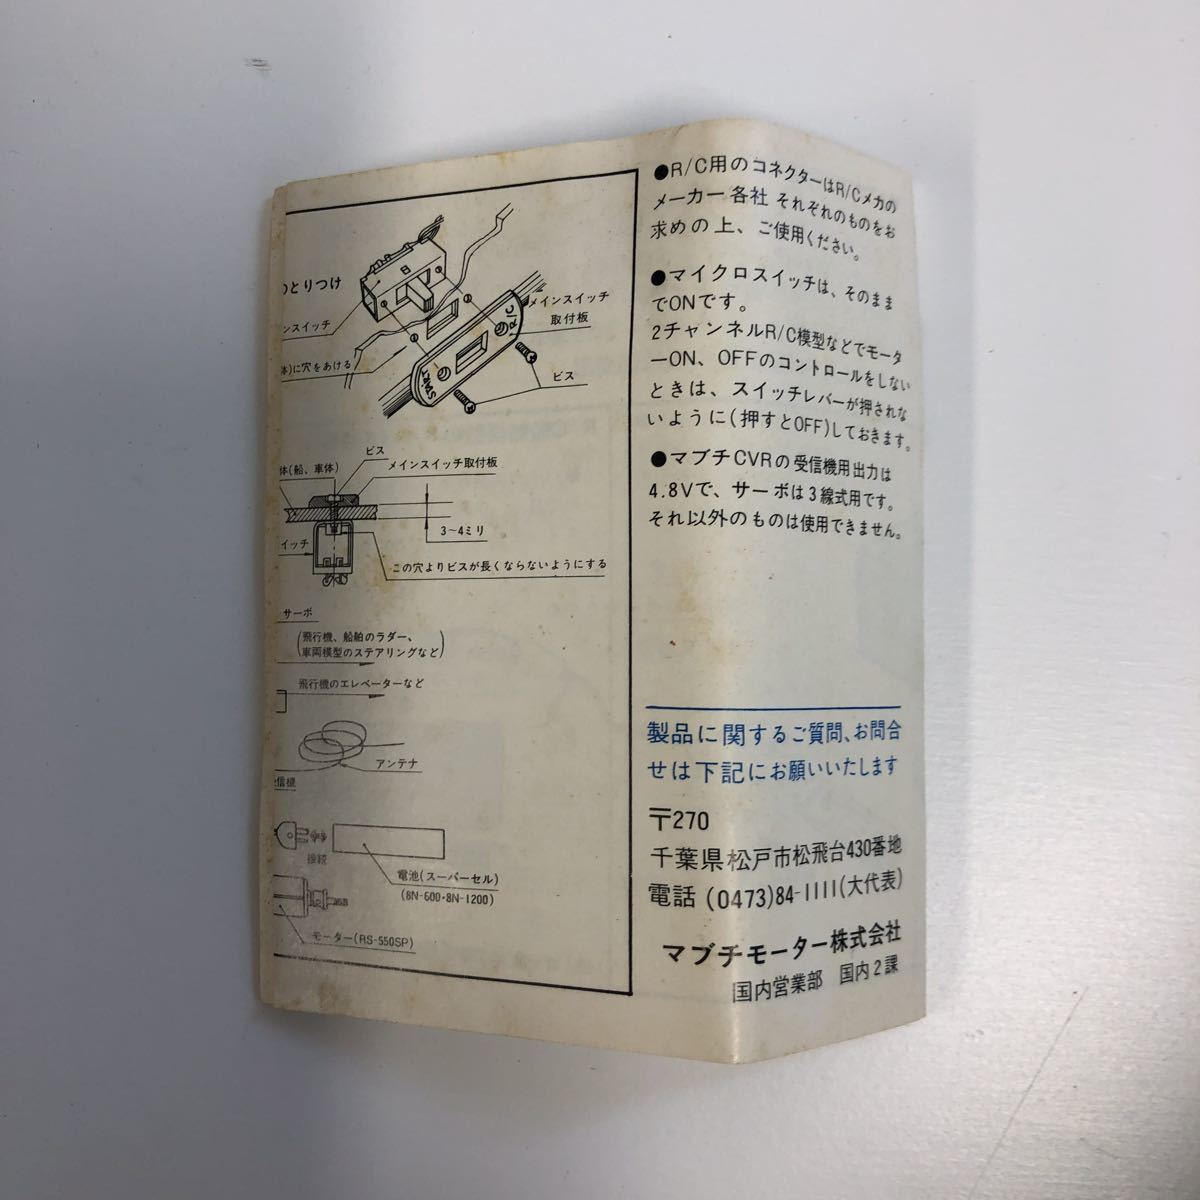 のとりつけ
ンスイッチ
体)に穴をあける
メインスイッチ
取付板
R/C
START
ビス
ビス
体(船、車体)
メインスイッチ取付板
3~4ミリ
イッチ
この穴よりビスが長くならないようにする
サーボ
(飛行機、船舶のラダー、
車両模型のステアリングなど)
飛行機のエレベーターなど
アンテナ
信機
接続
電池(スーパーセル)
(8N-600・8N-1200)
モーター(RS-550SP)
●R/C用のコネクターはR/Cメカの
メーカー各社それぞれのものをお
求めの上、ご使用ください。
●マイクロスイッチは、そのまま
でONです。
2チャンネルR/C模型などでモータ
ーON、OFFのコントロールをしない
ときは、スイッチレバーが押されな
いように(押すとOFF)しておきます。
●マブチCVRの受信機用出力は
4.8Vで、サーボは3線式用です。
それ以外のものは使用できません。
製品に関するご質問、お問合
せは下記にお願いいたします
〒270
千葉県松戸市松飛台430番地
電話 (0473)84-1111(大代表)
マブチモーター株式会社
国内営業部 国内2課